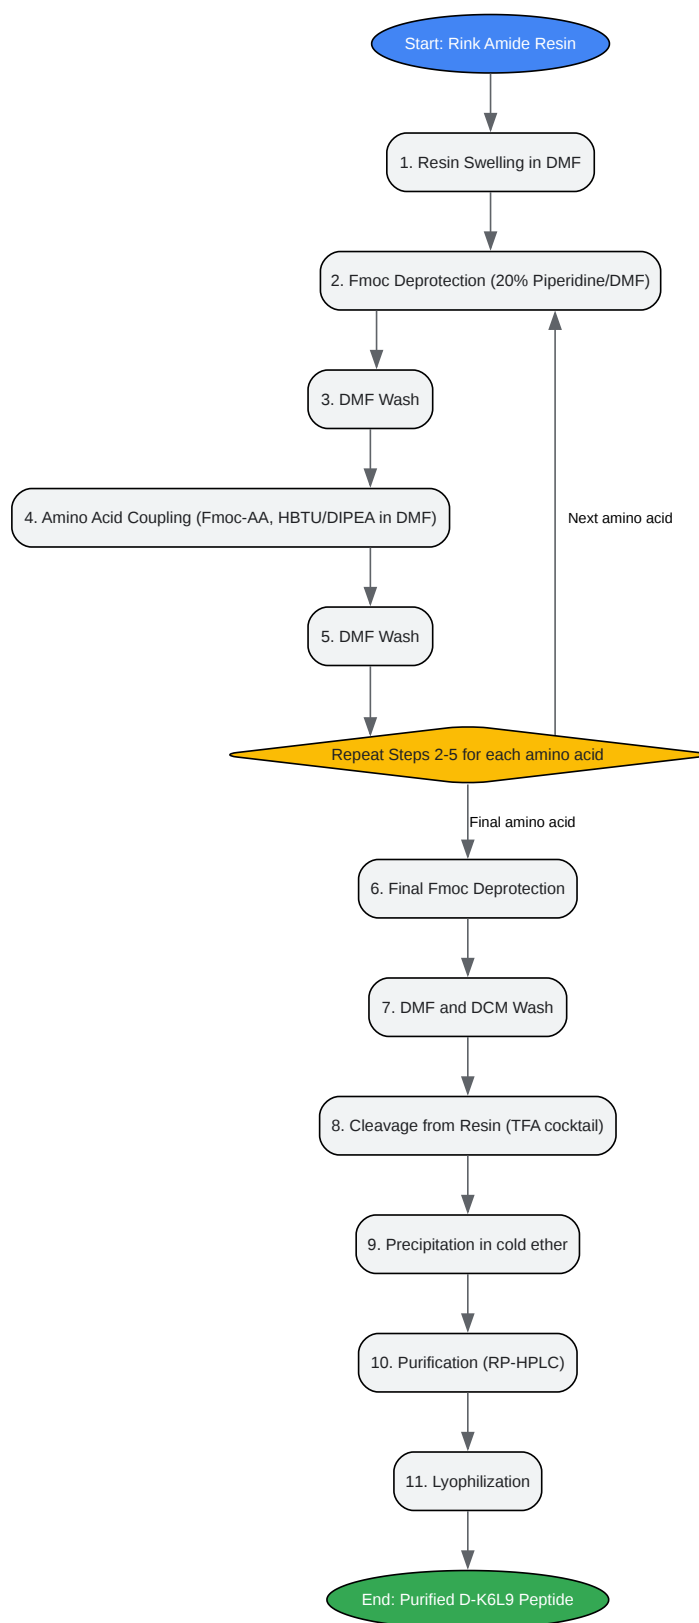 Start: Rink Amide Resin
1. Resin Swelling in DMF
2. Fmoc Deprotection (20% Piperidine/DMF)
3. DMF Wash
4. Amino Acid Coupling (Fmoc-AA, HBTU/DIPEA in DMF)
Next amino acid
5. DMF Wash
Repeat Steps 2-5 for each amino acid
Final amino acid
6. Final Fmoc Deprotection
7. DMF and DCM Wash
8. Cleavage from Resin (TFA cocktail)
9. Precipitation in cold ether
10. Purification (RP-HPLC)
11. Lyophilization
End: Purified D-K6L9 Peptide